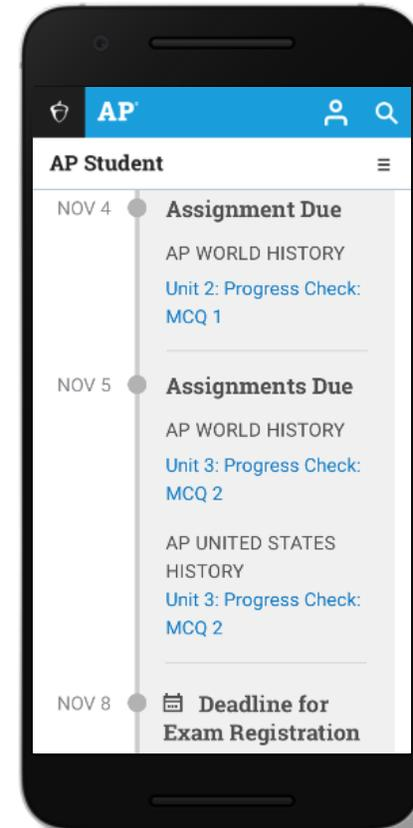 AP®
AP Student
NOV 4
Assignment Due
AP WORLD HISTORY
Unit 2: Progress Check:
MCQ 1
NOV 5
Assignments Due
AP WORLD HISTORY
Unit 3: Progress Check:
MCQ 2
AP UNITED STATES
HISTORY
Unit 3: Progress Check:
MCQ 2
NOV 8
Deadline for
Exam Registration